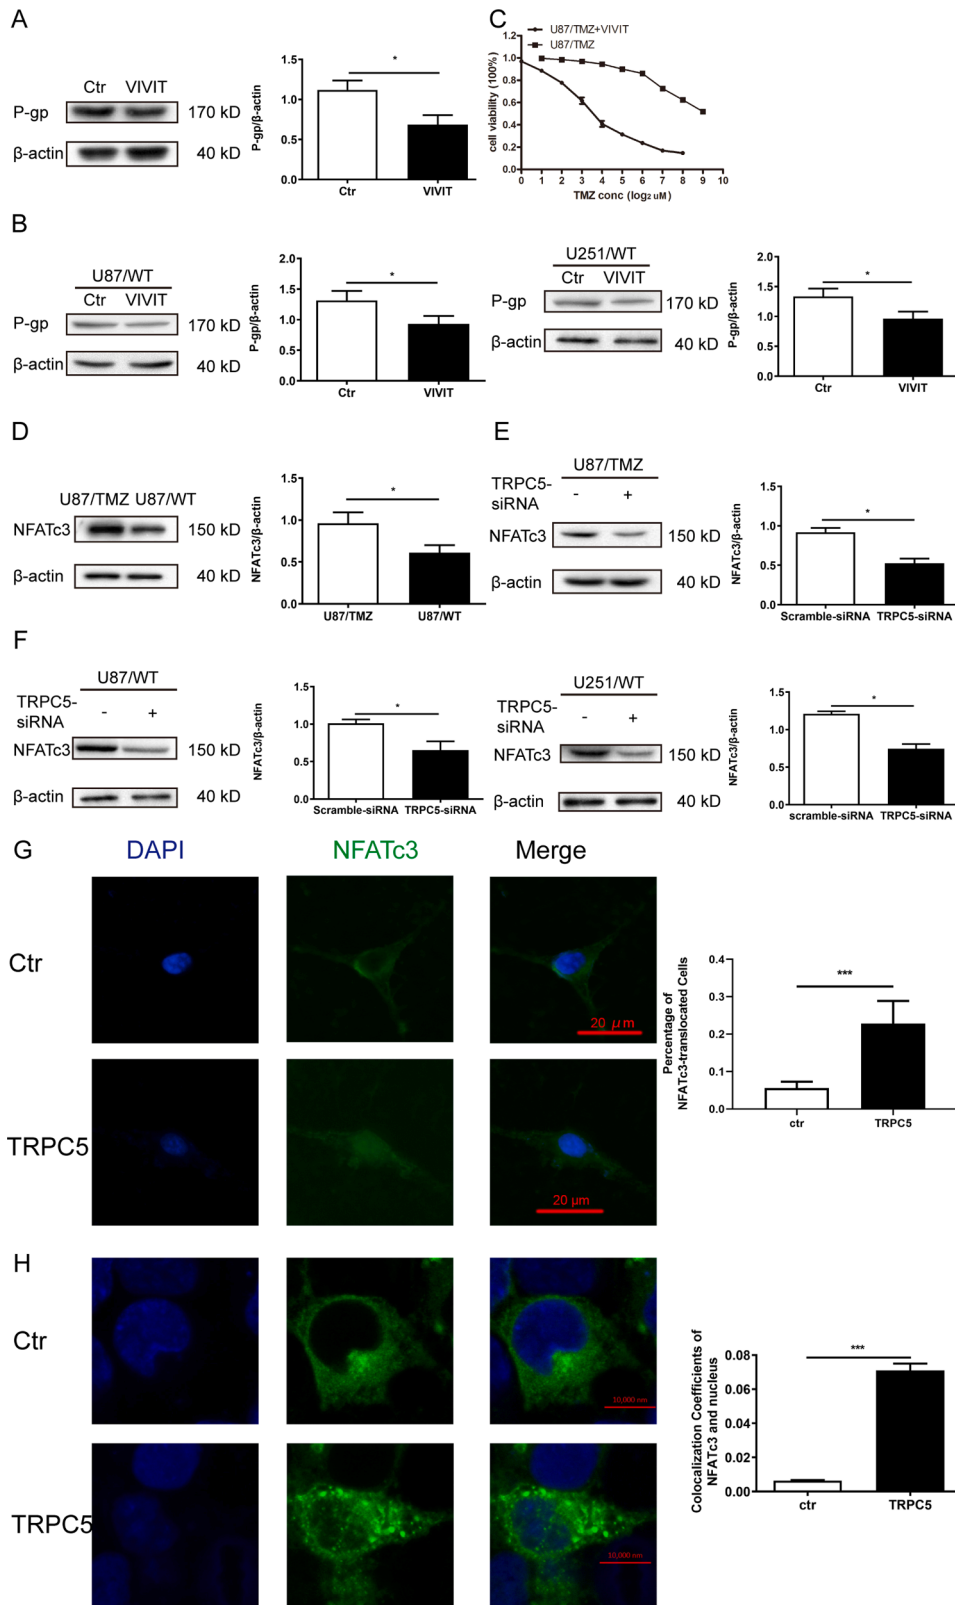 A
Ctr VIVIT
P-gp 170 kD
β-actin 40 kD
P-gp/β-actin
1.5
1.0
0.5
0.0
*
Ctr VIVIT
C
U87/TMZ+VIVIT
U87/TMZ
cell viability (100%)
1.2
1.0
0.8
0.6
0.4
0.2
0.0
0 1 2 3 4 5 6 7 8 9 10
TMZ conc (log2 uM)
B
U87/WT
Ctr VIVIT
P-gp 170 kD
β-actin 40 kD
P-gp/β-actin
2.0
1.5
1.0
0.5
0.0
*
Ctr VIVIT
U251/WT
Ctr VIVIT
P-gp 170 kD
β-actin 40 kD
P-gp/β-actin
2.0
1.5
1.0
0.5
0.0
*
Ctr VIVIT
D
U87/TMZ U87/WT
NFATc3 150 kD
β-actin 40 kD
NFATc3/β-actin
1.5
1.0
0.5
0.0
*
U87/TMZ U87/WT
E
U87/TMZ
TRPC5-
siRNA
- +
NFATc3 150 kD
β-actin 40 kD
NFATc3/β-actin
1.5
1.0
0.5
0.0
*
Scramble-siRNA TRPC5-siRNA
F
U87/WT
TRPC5-
siRNA
- +
NFATc3 150 kD
β-actin 40 kD
NFATc3/β-actin
1.5
1.0
0.5
0.0
*
Scramble-siRNA TRPC5-siRNA
U251/WT
TRPC5-
siRNA
- +
NFATc3 150 kD
β-actin 40 kD
NFATc3/β-actin
1.5
1.0
0.5
0.0
*
scramble-siRNA TRPC5-siRNA
G
DAPI NFATc3 Merge
Ctr
20 μm
TRPC5
20 μm
Percentage of
NFATc3-translocated Cells
0.4
0.3
0.2
0.1
0.0
***
ctr TRPC5
H
Ctr
10,000 nm
TRPC5
10,000 nm
Colocalization Coefficients of
NFATc3 and nucleus
0.08
0.06
0.04
0.02
0.00
***
ctr TRPC5